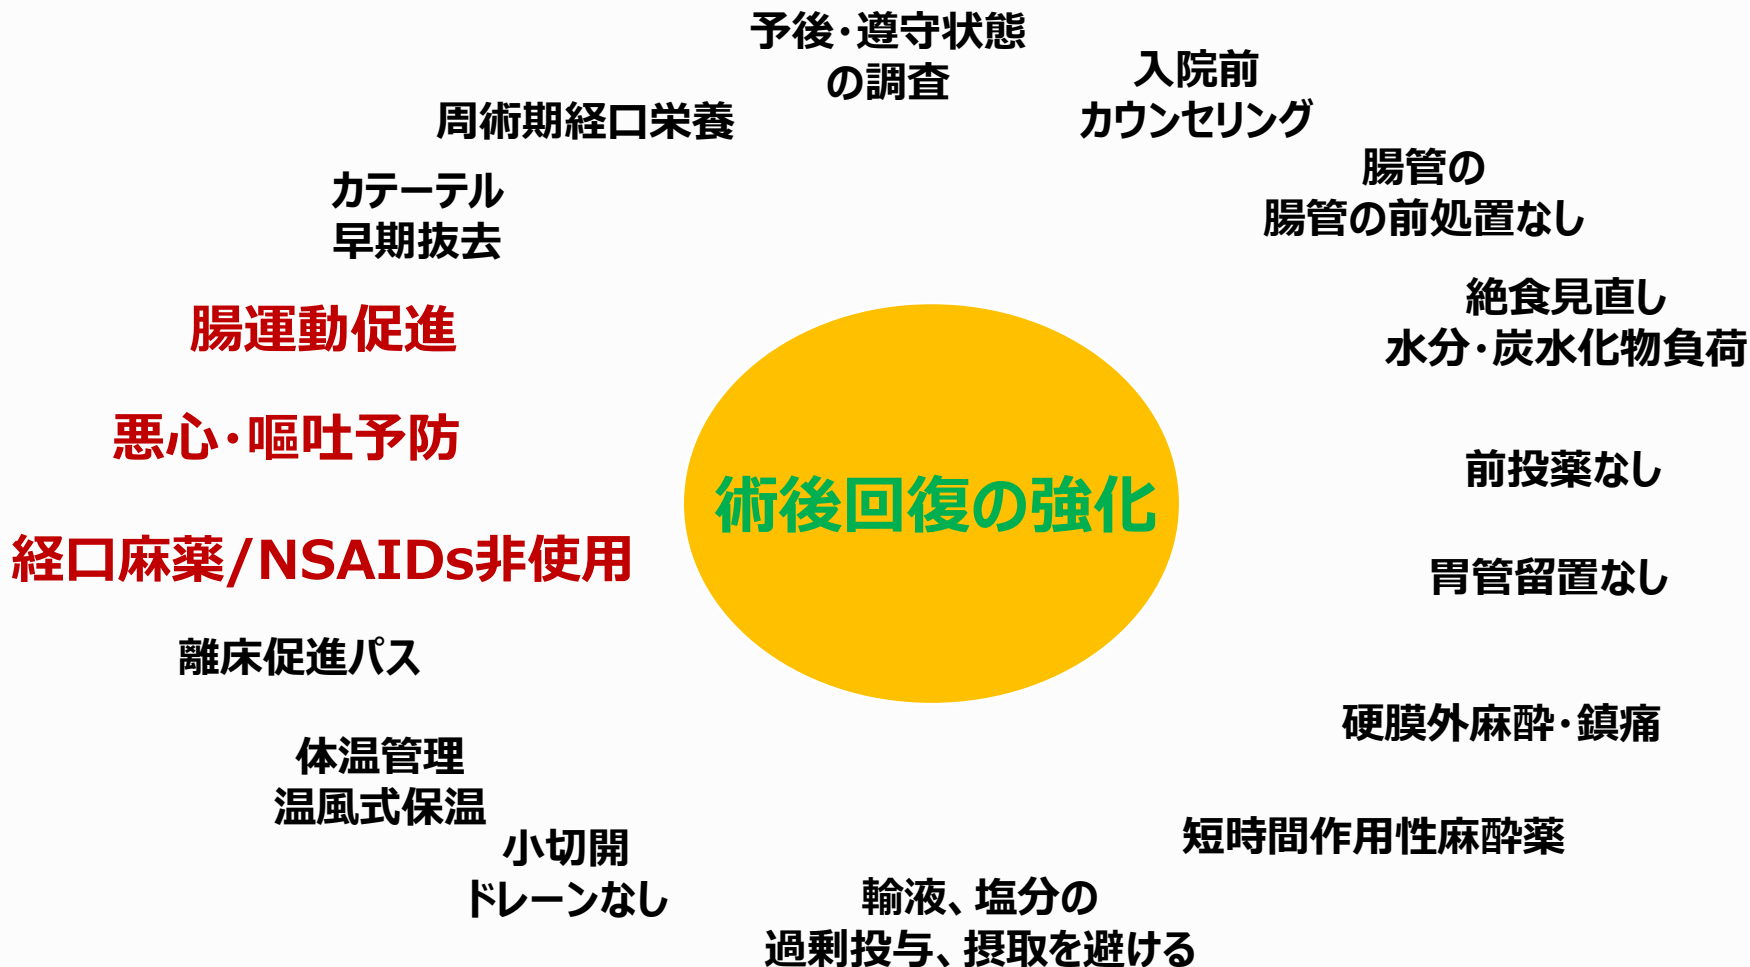 予後・遵守状態
の調査
入院前
カウンセリング
腸管の
腸管の前処置なし
絶食見直し
水分・炭水化物負荷
前投薬なし
胃管留置なし
硬膜外麻酔・鎮痛
短時間作用性麻酔薬
輸液、塩分の
過剰投与、摂取を避ける
小切開
ドレーンなし
体温管理
温風式保温
離床促進パス
経口麻薬/NSAIDs非使用
悪心・嘔吐予防
腸運動促進
カテーテル
早期抜去
周術期経口栄養
術後回復の強化